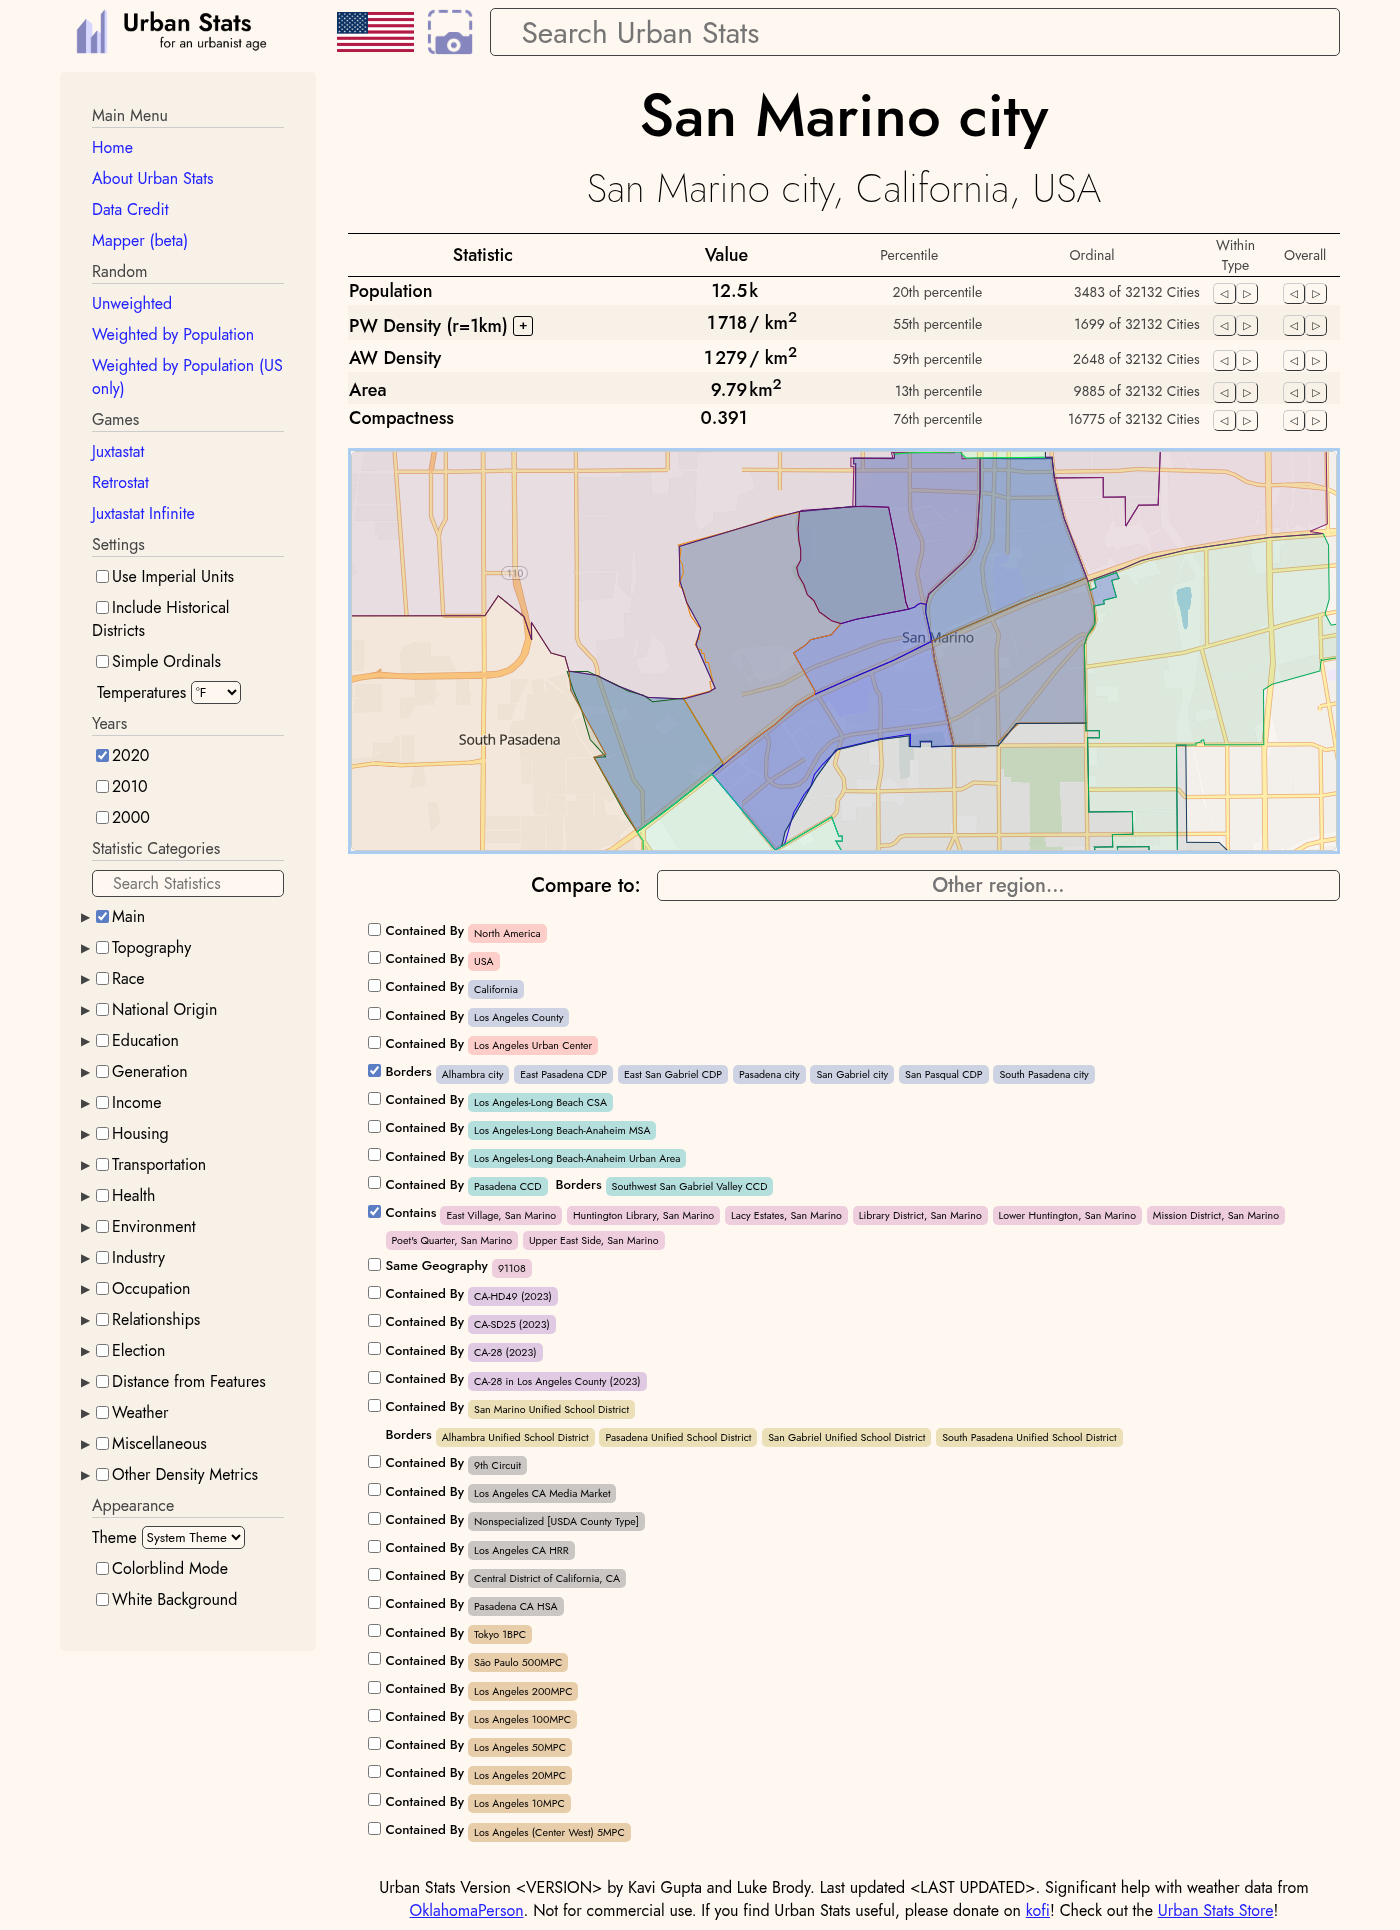 Urban Stats
for an urbanist age
Search Urban Stats
Main Menu
Home
About Urban Stats
Data Credit
Mapper (beta)
Random
Unweighted
Weighted by Population
Weighted by Population (US
only)
Games
Juxtastat
Retrostat
Juxtastat Infinite
Settings
Use Imperial Units
Include Historical
Districts
Simple Ordinals
Temperatures °F
Years
2020
2010
2000
Statistic Categories
Search Statistics
Main
Topography
Race
National Origin
Education
Generation
Income
Housing
Transportation
Health
Environment
Industry
Occupation
Relationships
Election
Distance from Features
Weather
Miscellaneous
Other Density Metrics
Appearance
Theme System Theme
Colorblind Mode
White Background
San Marino city
San Marino city, California, USA
Statistic Value Percentile Ordinal Within Type Overall
Population 12.5k 20th percentile 3483 of 32132 Cities
PW Density (r=1km) + 1 718 / km² 55th percentile 1699 of 32132 Cities
AW Density 1 279 / km² 59th percentile 2648 of 32132 Cities
Area 9.79 km² 13th percentile 9885 of 32132 Cities
Compactness 0.391 76th percentile 16775 of 32132 Cities
110
San Marino
South Pasadena
Compare to: Other region...
Contained By North America
Contained By USA
Contained By California
Contained By Los Angeles County
Contained By Los Angeles Urban Center
Borders Alhambra city East Pasadena CDP East San Gabriel CDP Pasadena city San Gabriel city San Pasqual CDP South Pasadena city
Contained By Los Angeles-Long Beach CSA
Contained By Los Angeles-Long Beach-Anaheim MSA
Contained By Los Angeles-Long Beach-Anaheim Urban Area
Contained By Pasadena CCD Borders Southwest San Gabriel Valley CCD
Contains East Village, San Marino Huntington Library, San Marino Lacy Estates, San Marino Library District, San Marino Lower Huntington, San Marino Mission District, San Marino
Poet's Quarter, San Marino Upper East Side, San Marino
Same Geography 91108
Contained By CA-HD49 (2023)
Contained By CA-SD25 (2023)
Contained By CA-28 (2023)
Contained By CA-28 in Los Angeles County (2023)
Contained By San Marino Unified School District
Borders Alhambra Unified School District Pasadena Unified School District San Gabriel Unified School District South Pasadena Unified School District
Contained By 9th Circuit
Contained By Los Angeles CA Media Market
Contained By Nonspecialized [USDA County Type]
Contained By Los Angeles CA HRR
Contained By Central District of California, CA
Contained By Pasadena CA HSA
Contained By Tokyo 1BPC
Contained By São Paulo 500MPC
Contained By Los Angeles 200MPC
Contained By Los Angeles 100MPC
Contained By Los Angeles 50MPC
Contained By Los Angeles 20MPC
Contained By Los Angeles 10MPC
Contained By Los Angeles (Center West) 5MPC
Urban Stats Version <VERSION> by Kavi Gupta and Luke Brody. Last updated <LAST UPDATED>. Significant help with weather data from
OklahomaPerson. Not for commercial use. If you find Urban Stats useful, please donate on kofi! Check out the Urban Stats Store!